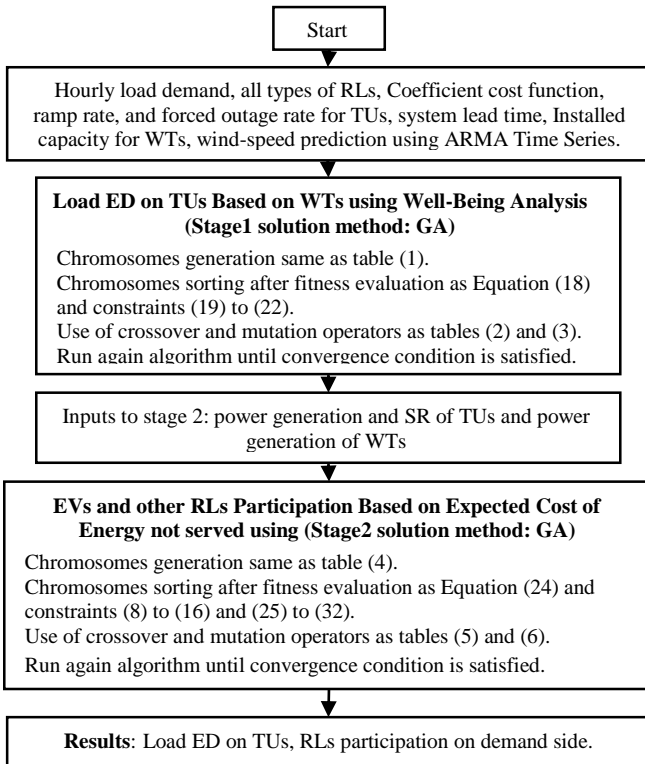 Start
Hourly load demand, all types of RLs, Coefficient cost function,
ramp rate, and forced outage rate for TUs, system lead time, Installed
capacity for WTs, wind-speed prediction using ARMA Time Series.
Load ED on TUs Based on WTs using Well-Being Analysis
(Stage1 solution method: GA)
Chromosomes generation same as table (1).
Chromosomes sorting after fitness evaluation as Equation (18)
and constraints (19) to (22).
Use of crossover and mutation operators as tables (2) and (3).
Run again algorithm until convergence condition is satisfied.
Inputs to stage 2: power generation and SR of TUs and power
generation of WTs
EVs and other RLs Participation Based on Expected Cost of
Energy not served using (Stage2 solution method: GA)
Chromosomes generation same as table (4).
Chromosomes sorting after fitness evaluation as Equation (24) and
constraints (8) to (16) and (25) to (32).
Use of crossover and mutation operators as tables (5) and (6).
Run again algorithm until convergence condition is satisfied.
Results: Load ED on TUs, RLs participation on demand side.